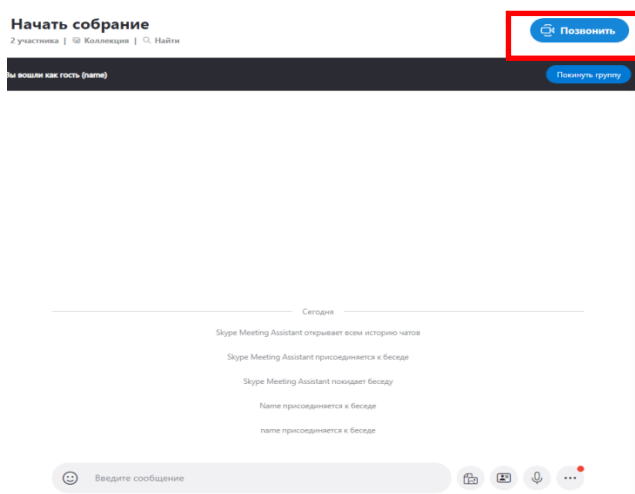 Начать собрание
Позвонить
2 участника | Коллекция | Найти
Вы вошли как гость (name)
Покинуть группу
Сегодня
Skype Meeting Assistant открывает всем историю чатов
Skype Meeting Assistant присоединяется к беседе
Skype Meeting Assistant покидает беседу
Name присоединяется к беседе
name присоединяется к беседе
Введите сообщение